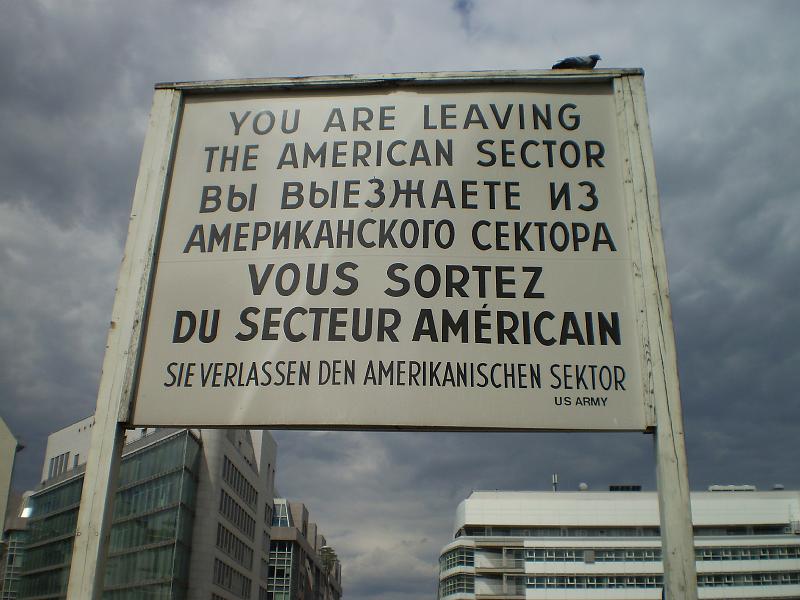 YOU ARE LEAVING
THE AMERICAN SECTOR
ВЫ ВЫЕЗЖАЕТЕ ИЗ
АМЕРИКАНСКОГО СЕКТОРА
VOUS SORTEZ
DU SECTEUR AMÉRICAIN
SIE VERLASSEN DEN AMERIKANISCHEN SEKTOR
US ARMY